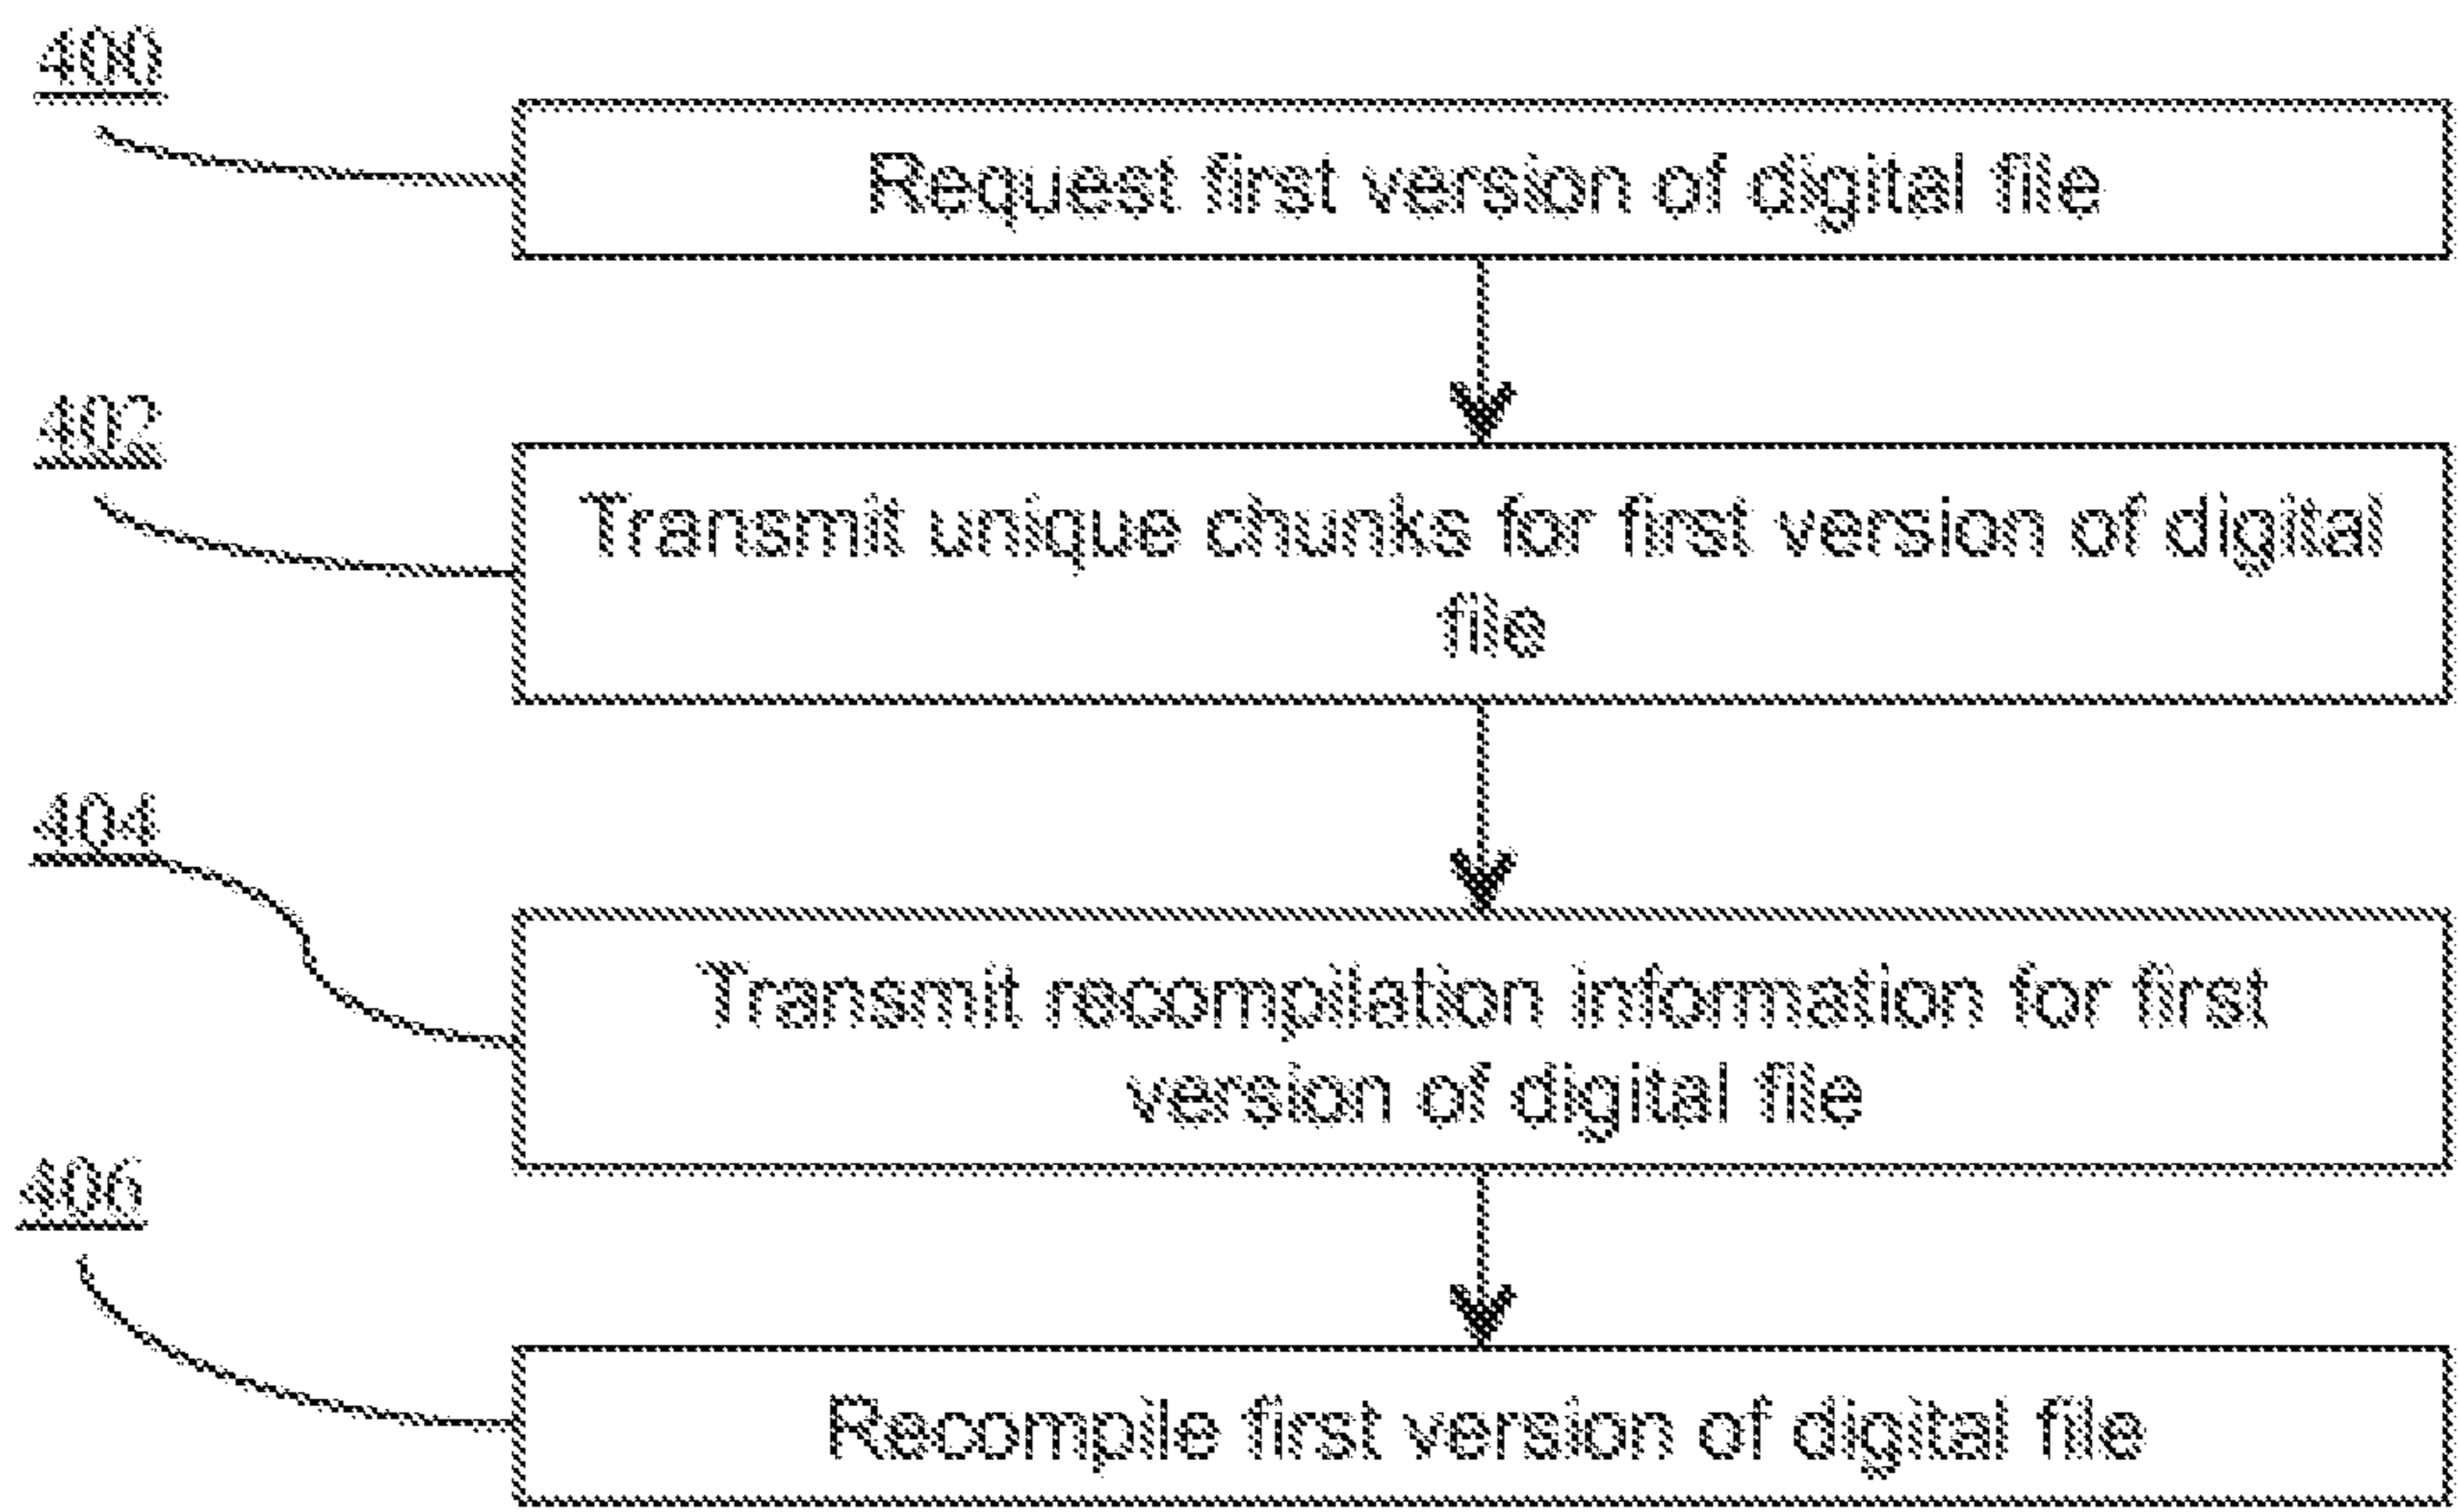 400
Request first version of digital file
402
Transmit unique chunks for first version of digital
file
404
Transmit recompilation information for first
version of digital file
406
Recompile first version of digital file